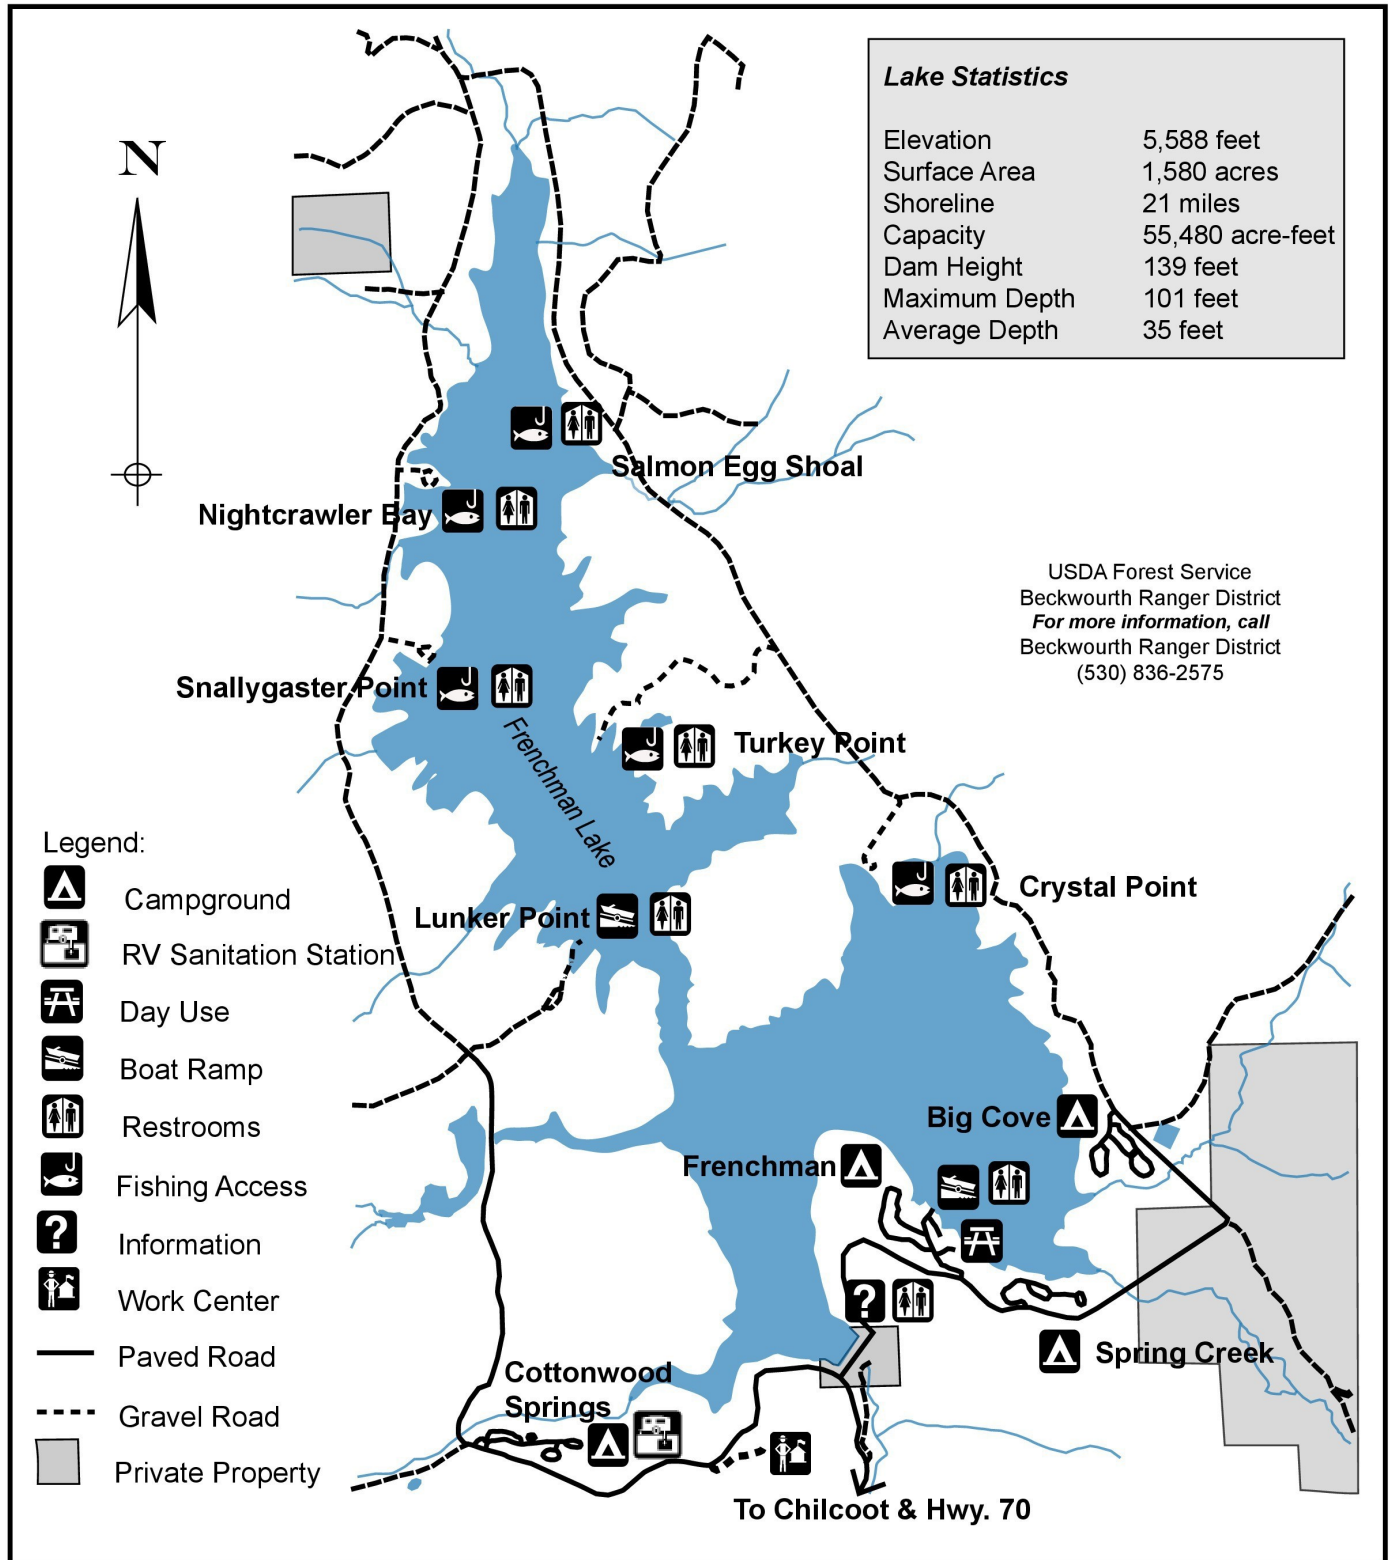 N
Lake Statistics
Elevation 5,588 feet
Surface Area 1,580 acres
Shoreline 21 miles
Capacity 55,480 acre-feet
Dam Height 139 feet
Maximum Depth 101 feet
Average Depth 35 feet
Salmon Egg Shoal
Nightcrawler Bay
USDA Forest Service
Beckwourth Ranger District
For more information, call
Beckwourth Ranger District
(530) 836-2575
Snallygaster Point
Frenchman Lake
Turkey Point
Crystal Point
Lunker Point
Big Cove
Frenchman
?
Spring Creek
Cottonwood
Springs
To Chilcoot & Hwy. 70
Legend:
Campground
RV Sanitation Station
Day Use
Boat Ramp
Restrooms
Fishing Access
? Information
Work Center
Paved Road
Gravel Road
Private Property